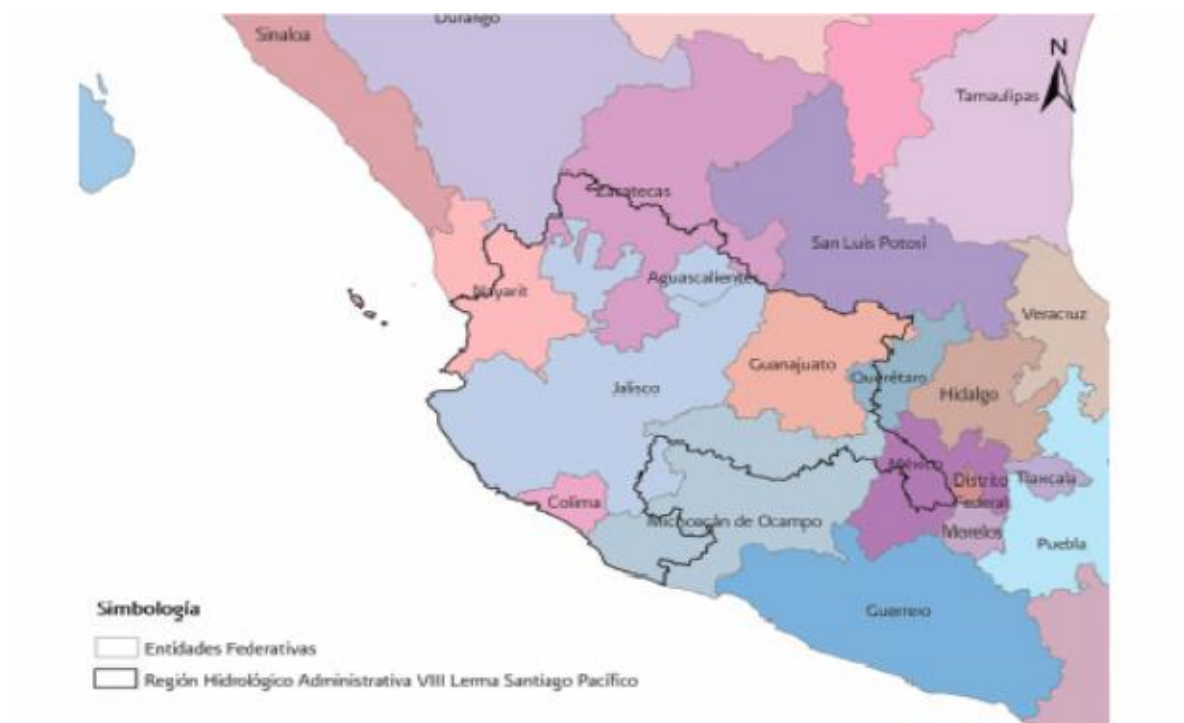 Durango
Sinaloa
N
Tamaulipas
Zacatecas
San Luis Potosí
Aguascalientes
Nayarit
Veracruz
Guanajuato
Querétaro
Jalisco
Hidalgo
México
Distrito
Federal
Tlaxcala
Colima
Michoacán de Ocampo
Morelos
Puebla
Guerrero
Simbología
Entidades Federativas
Región Hidrológico Administrativa VIII Lerma Santiago Pacífico